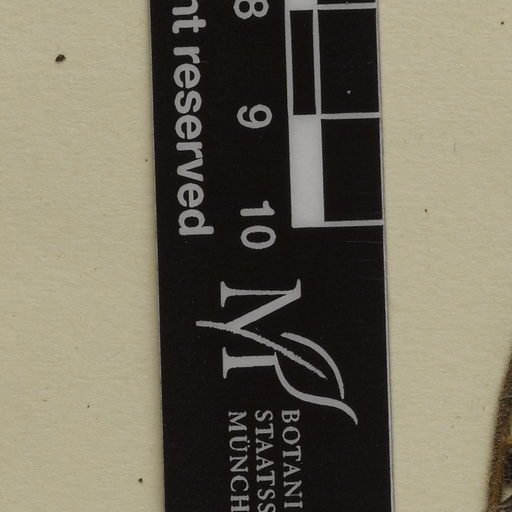 nt reserved
8 9 10
M
BOTANI
STAATSS
MÜNCH